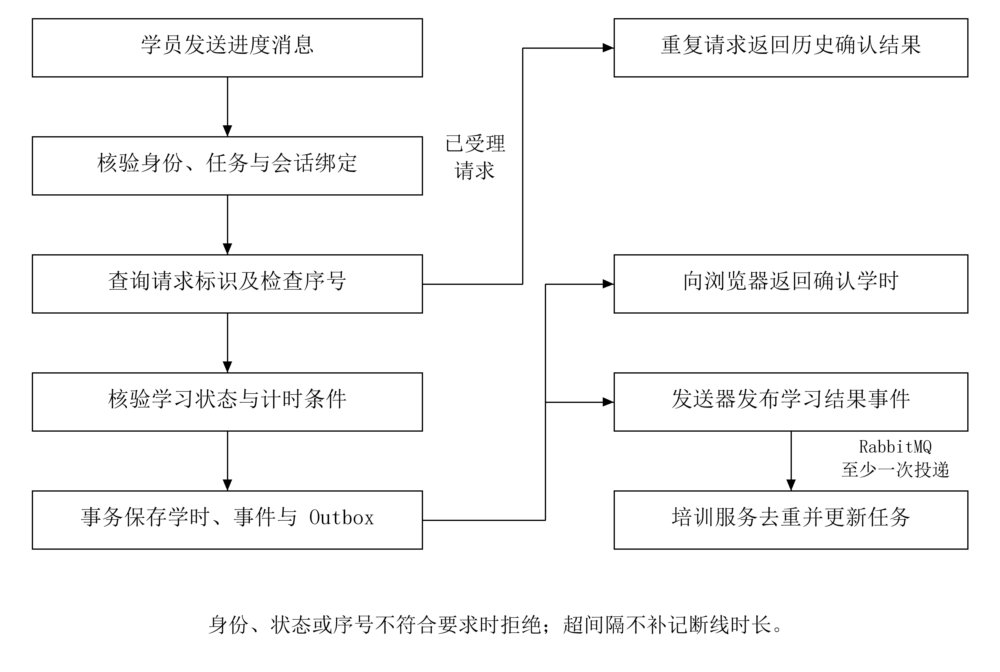 学员发送进度消息
重复请求返回历史确认结果
已受理
请求
核验身份、任务与会话绑定
查询请求标识及检查序号
向浏览器返回确认学时
核验学习状态与计时条件
发送器发布学习结果事件
RabbitMQ
至少一次投递
事务保存学时、事件与 Outbox
培训服务去重并更新任务
身份、状态或序号不符合要求时拒绝；超间隔不补记断线时长。